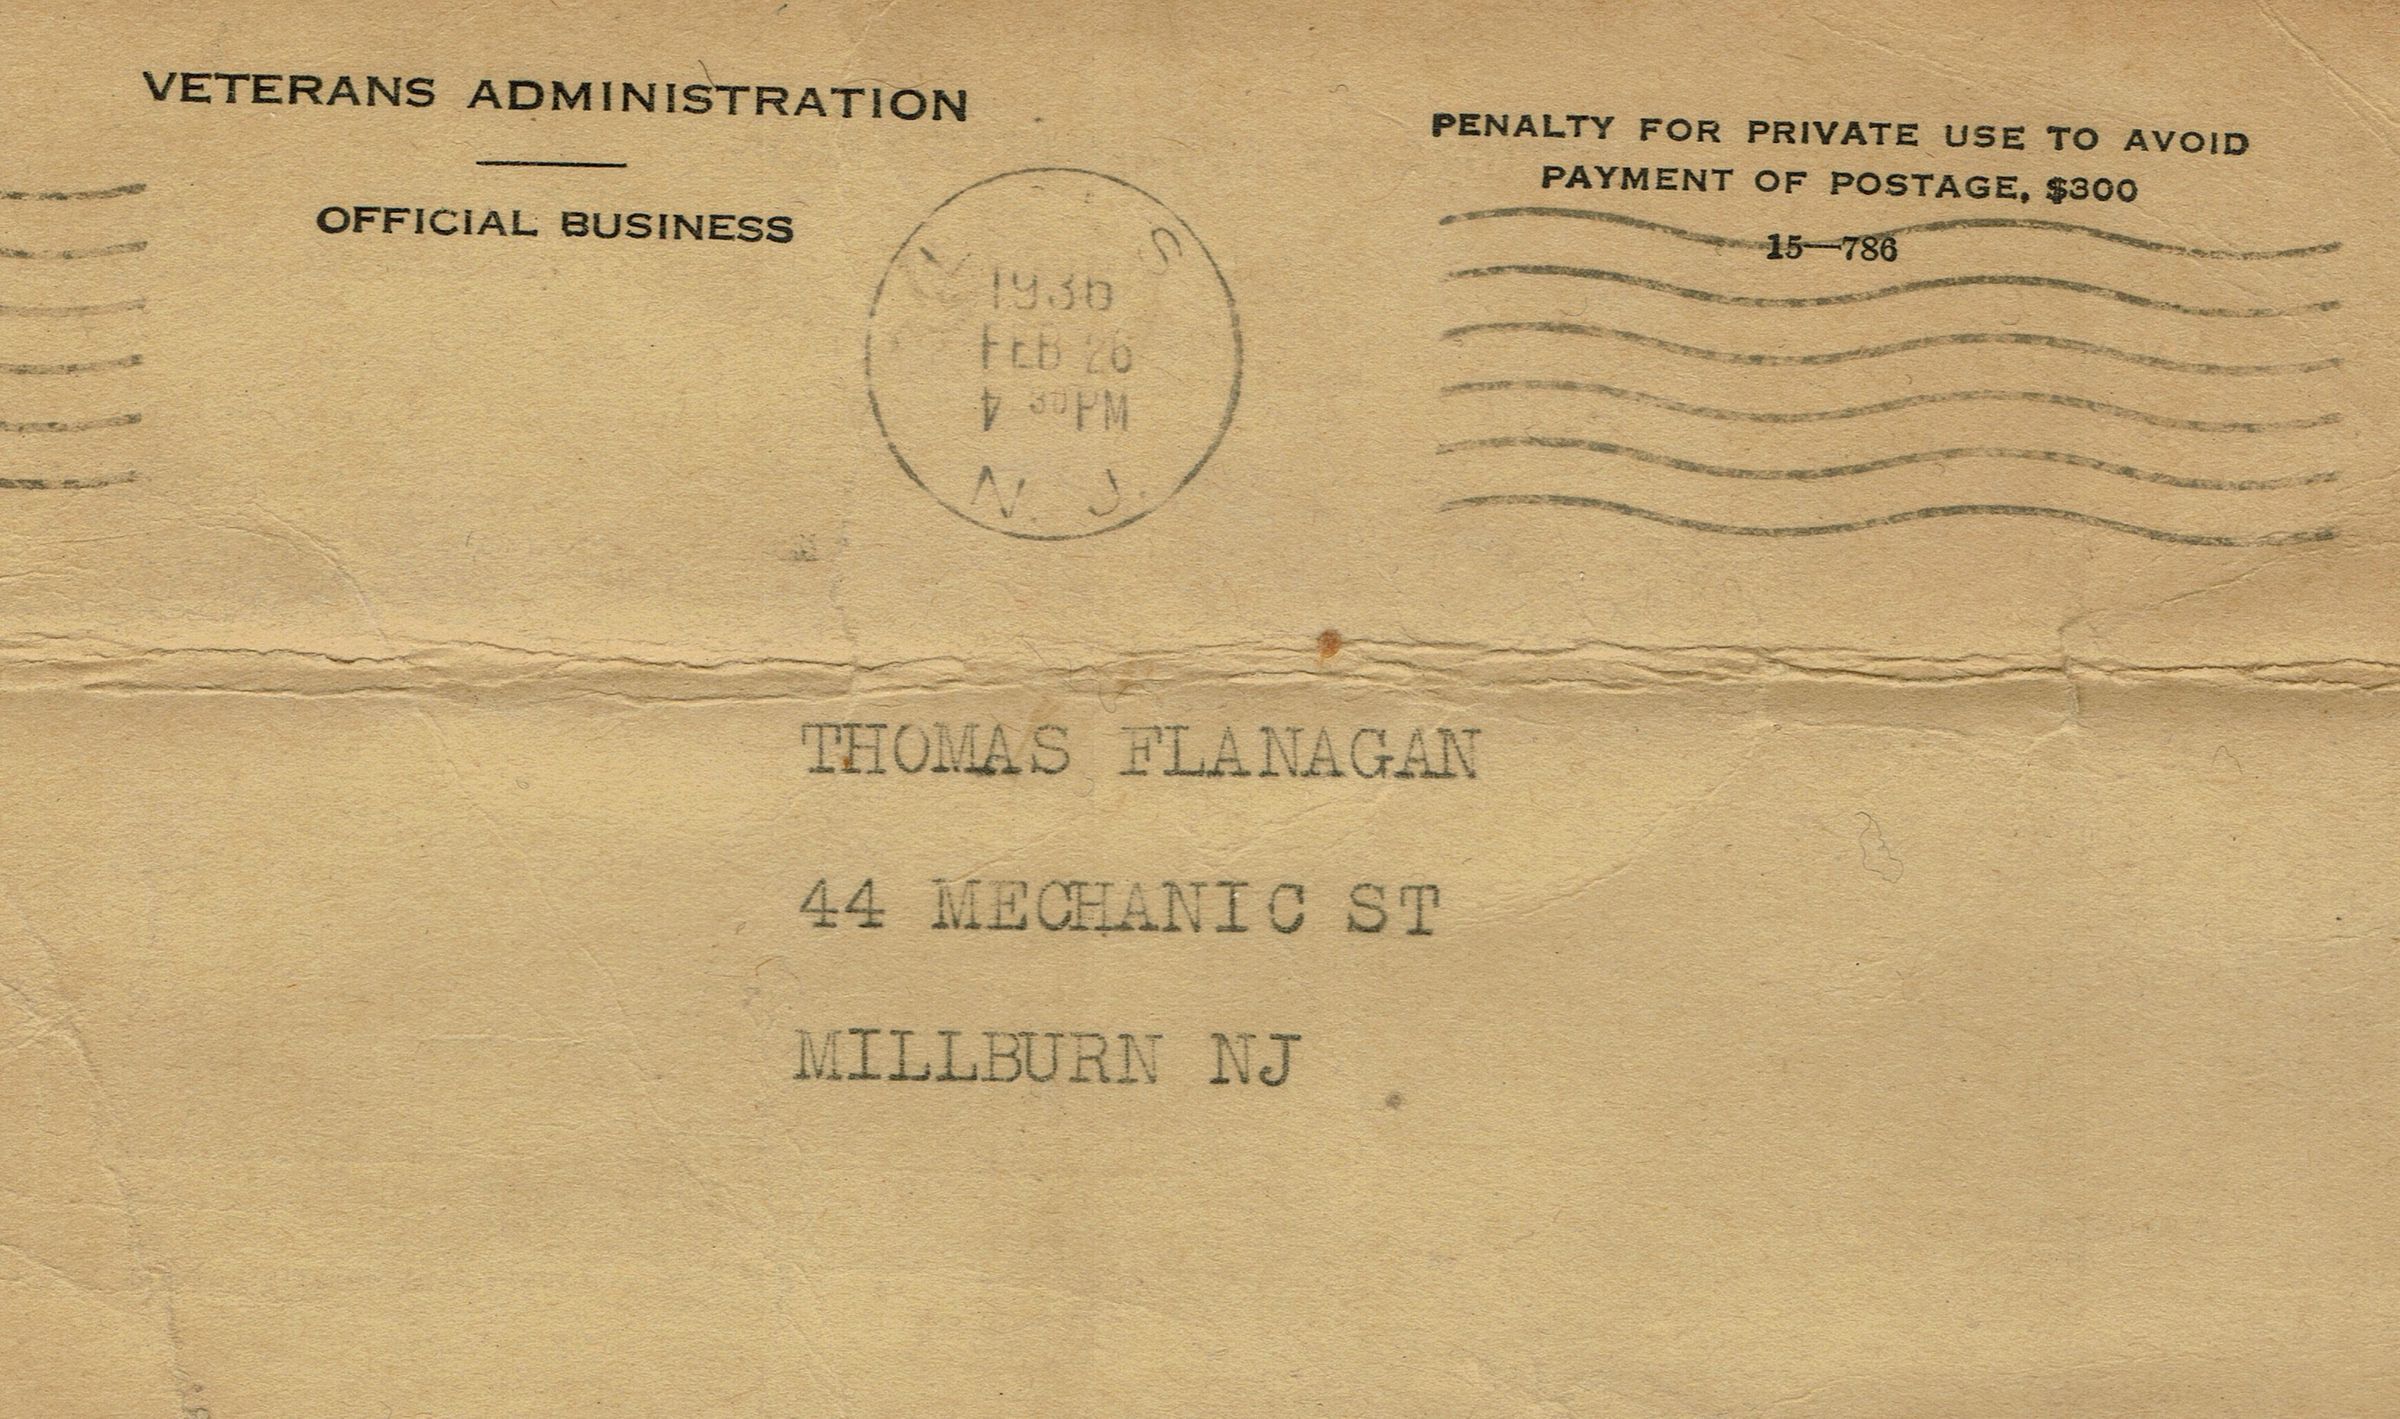 VETERANS ADMINISTRATION
OFFICIAL BUSINESS
PENALTY FOR PRIVATE USE TO AVOID
PAYMENT OF POSTAGE, $300
15—786
1936
FEB 26
30 PM
N. J.
THOMAS FLANAGAN
44 MECHANIC ST
MILLBURN NJ